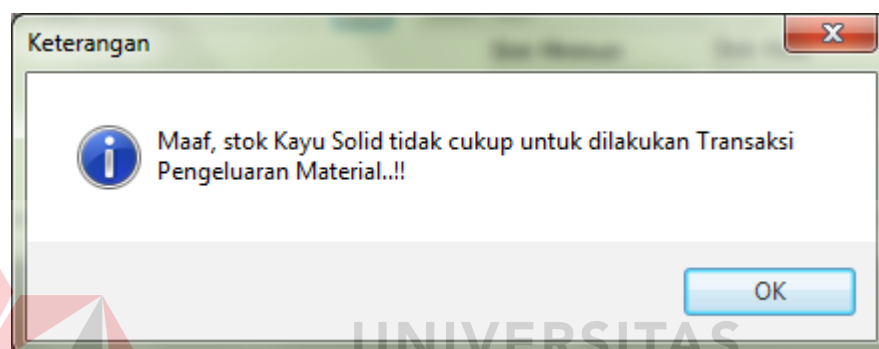 Keterangan
Maaf, stok Kayu Solid tidak cukup untuk dilakukan Transaksi
Pengeluaran Material..!!
OK
UNIVERSITAS